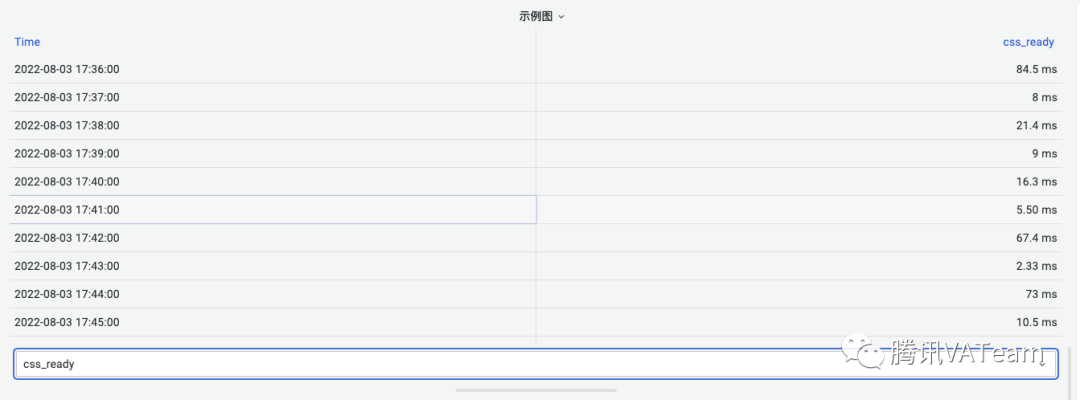 示例图
Time css_ready
2022-08-03 17:36:00 84.5 ms
2022-08-03 17:37:00 8 ms
2022-08-03 17:38:00 21.4 ms
2022-08-03 17:39:00 9 ms
2022-08-03 17:40:00 16.3 ms
2022-08-03 17:41:00 5.50 ms
2022-08-03 17:42:00 67.4 ms
2022-08-03 17:43:00 2.33 ms
2022-08-03 17:44:00 73 ms
2022-08-03 17:45:00 10.5 ms
css_ready
腾讯VATeam